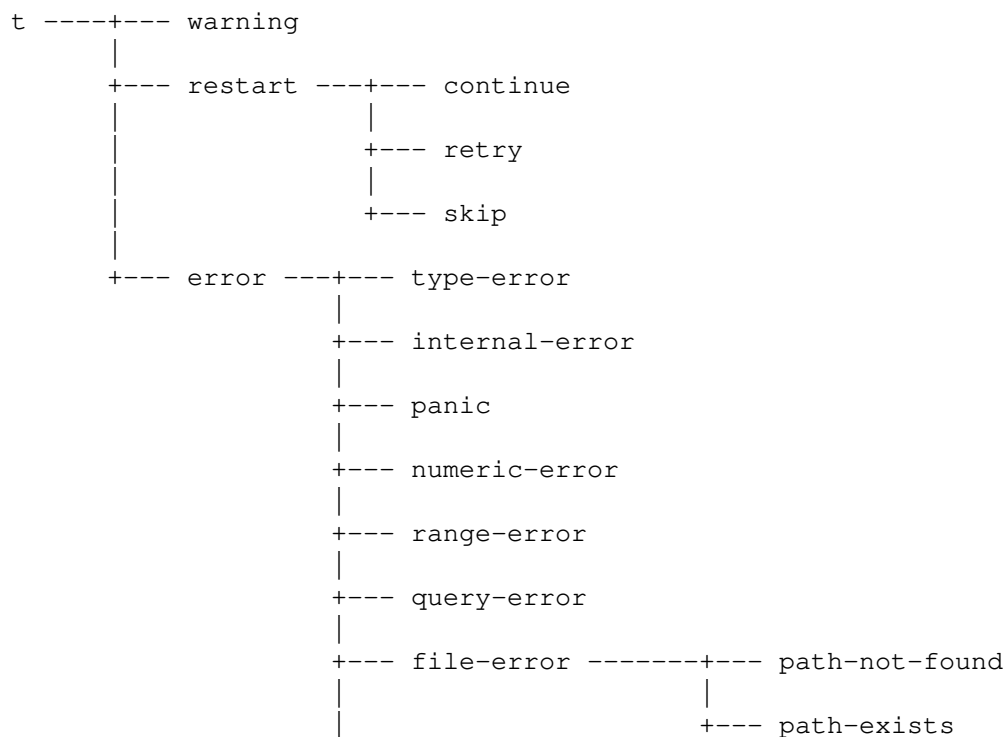 t ----+--- warning
      |
      +--- restart ---+--- continue
      |               |
      |               +--- retry
      |               |
      |               +--- skip
      |
      +--- error ---+--- type-error
                    |
                    +--- internal-error
                    |
                    +--- panic
                    |
                    +--- numeric-error
                    |
                    +--- range-error
                    |
                    +--- query-error
                    |
                    +--- file-error -------+--- path-not-found
                    |                      |
                    |                      +--- path-exists